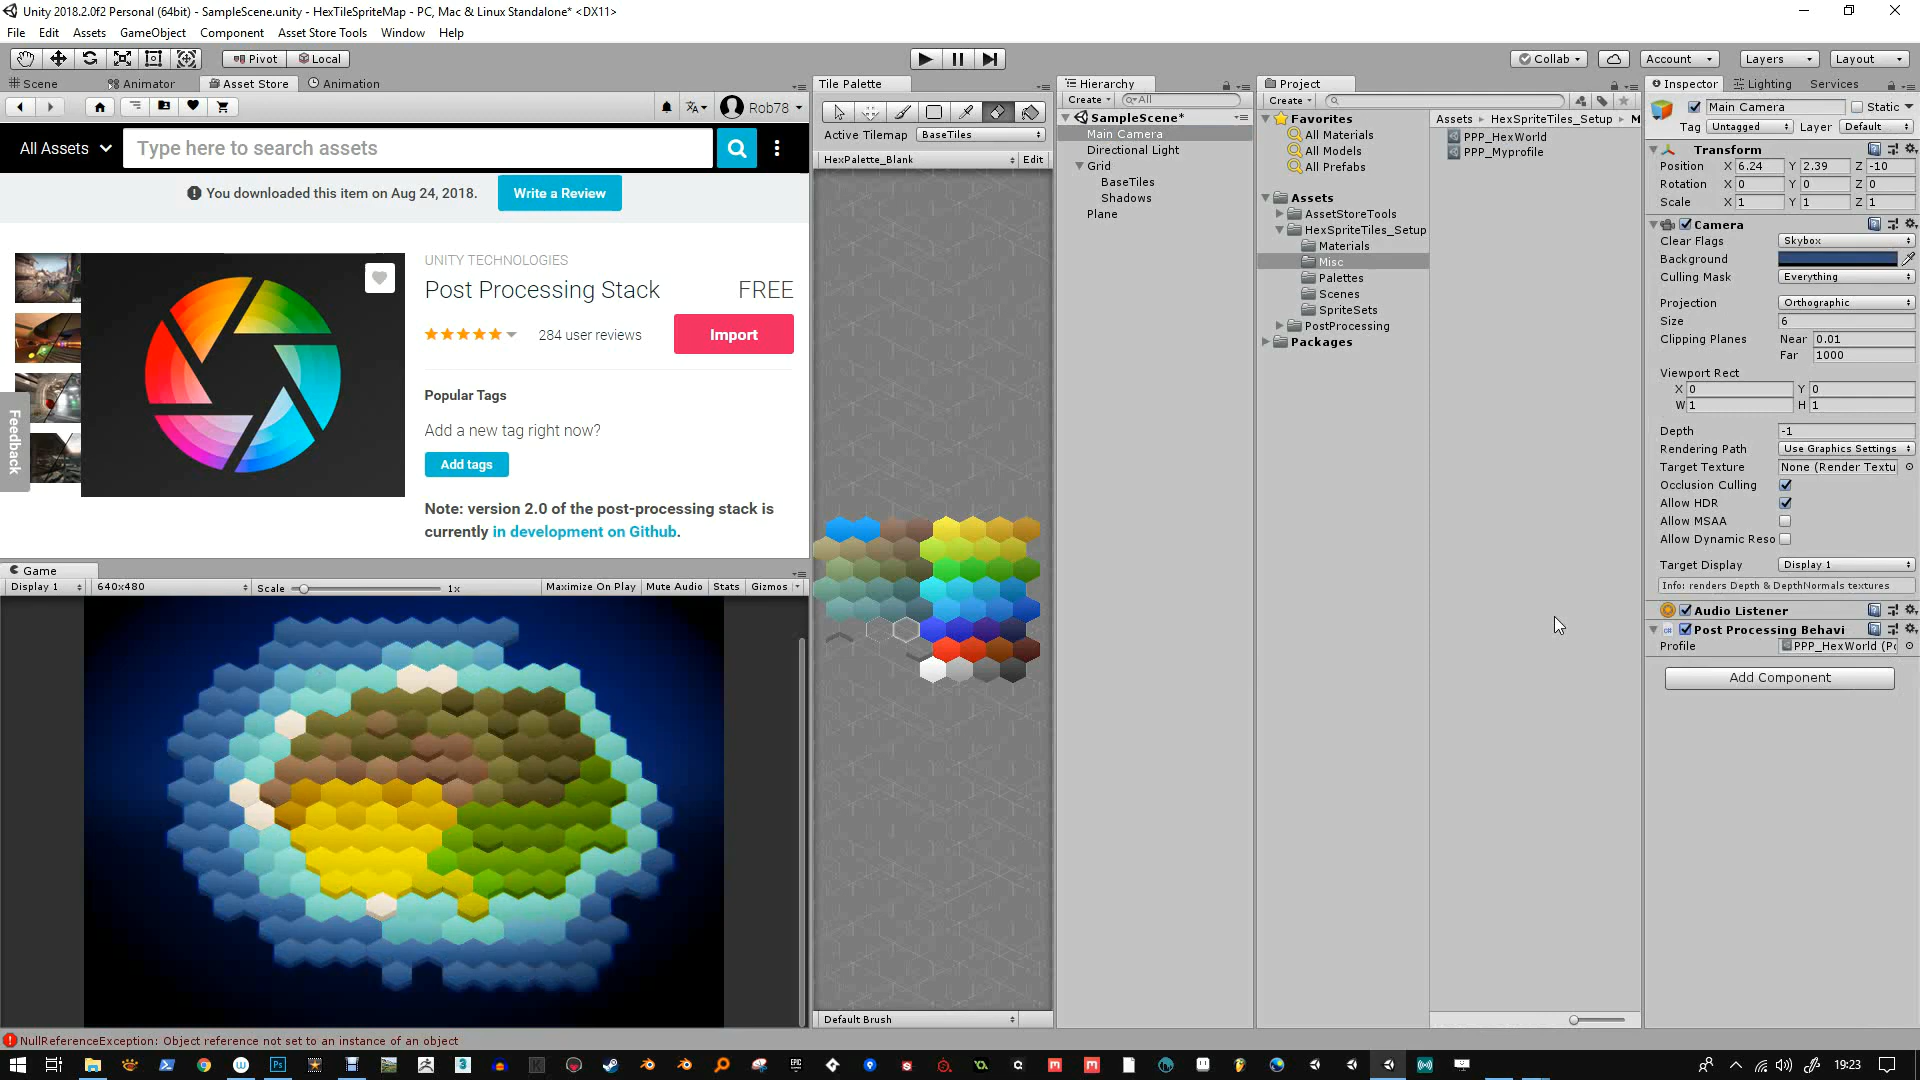 Unity 2018.2.0f2 Personal (64bit) - SampleScene.unity - HexTileSpriteMap - PC, Mac & Linux Standalone* <DX11>
File Edit Assets GameObject Component Asset Store Tools Window Help
Pivot Local Collab Account Layers Layout
Scene Animator Asset Store Animation
Rob78
All Assets Type here to search assets
You downloaded this item on Aug 24, 2018. Write a Review
UNITY TECHNOLOGIES
Post Processing Stack FREE
284 user reviews Import
Popular Tags
Add a new tag right now?
Add tags
Note: version 2.0 of the post-processing stack is
currently in development on Github.
Feedback
Game
Display 1 640x480 Scale 1x Maximize On Play Mute Audio Stats Gizmos
Tile Palette
Active Tilemap BaseTiles
HexPalette_Blank Edit
Default Brush
Hierarchy
Create All
SampleScene*
Main Camera
Directional Light
Grid
BaseTiles
Shadows
Plane
Project
Create
Favorites
All Materials
All Models
All Prefabs
Assets
AssetStoreTools
HexSpriteTiles_Setup
Materials
Misc
Palettes
Scenes
SpriteSets
PostProcessing
Packages
Assets HexSpriteTiles_Setup M
PPP_HexWorld
PPP_Myprofile
Inspector Lighting Services
Main Camera Static
Tag Untagged Layer Default
Transform
Position X 6.24 Y 2.39 Z -10
Rotation X 0 Y 0 Z 0
Scale X 1 Y 1 Z 1
Camera
Clear Flags Skybox
Background
Culling Mask Everything
Projection Orthographic
Size 6
Clipping Planes Near 0.01
Far 1000
Viewport Rect
X 0 Y 0
W 1 H 1
Depth -1
Rendering Path Use Graphics Settings
Target Texture None (Render Textu
Occlusion Culling
Allow HDR
Allow MSAA
Allow Dynamic Reso
Target Display Display 1
Info: renders Depth & DepthNormals textures
Audio Listener
Post Processing Behavi
Profile PPP_HexWorld (Po
Add Component
NullReferenceException: Object reference not set to an instance of an object
19:23